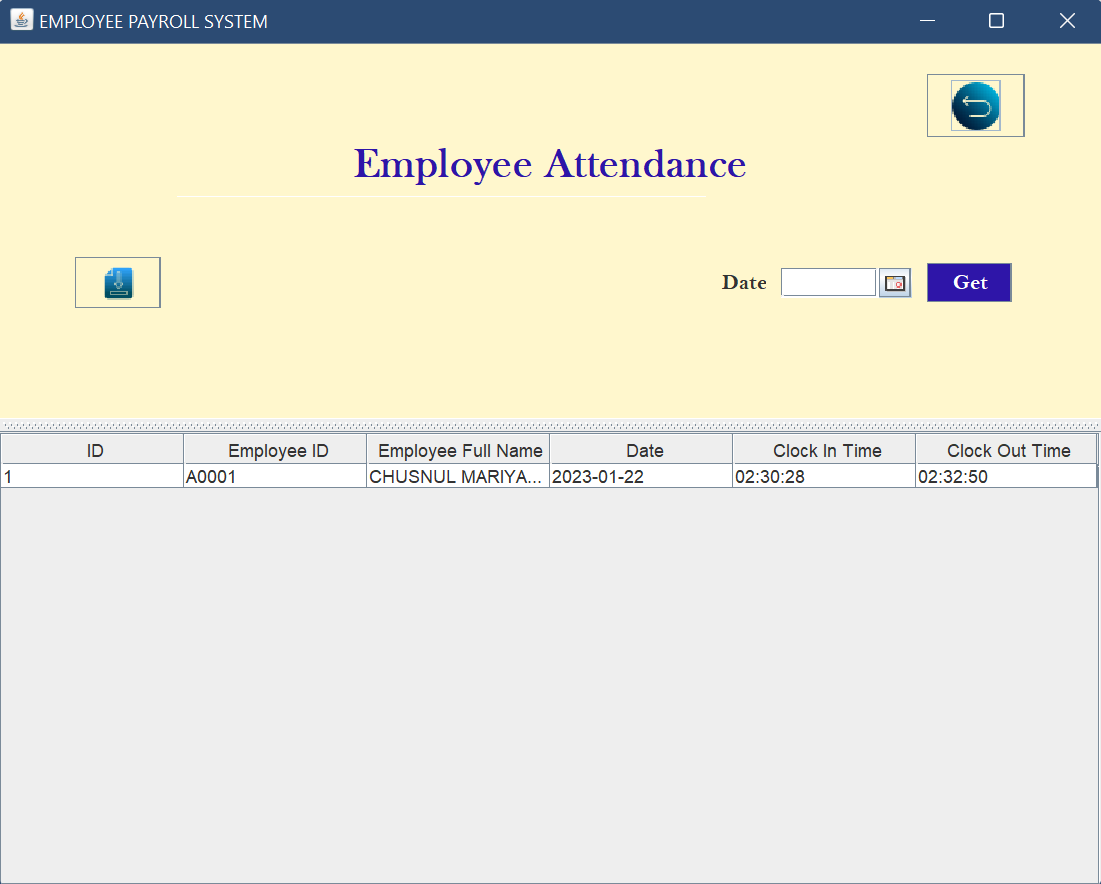 EMPLOYEE PAYROLL SYSTEM
Employee Attendance
Date Get
ID Employee ID Employee Full Name Date Clock In Time Clock Out Time
1 A0001 CHUSNUL MARIYA... 2023-01-22 02:30:28 02:32:50